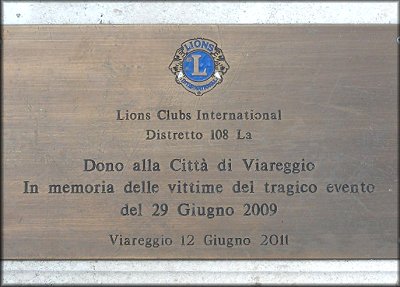 LIONS
L
INTERNATIONAL
Lions Clubs International
Distretto 108 La
Dono alla Città di Viareggio
In memoria delle vittime del tragico evento
del 29 Giugno 2009
Viareggio 12 Giugno 2011